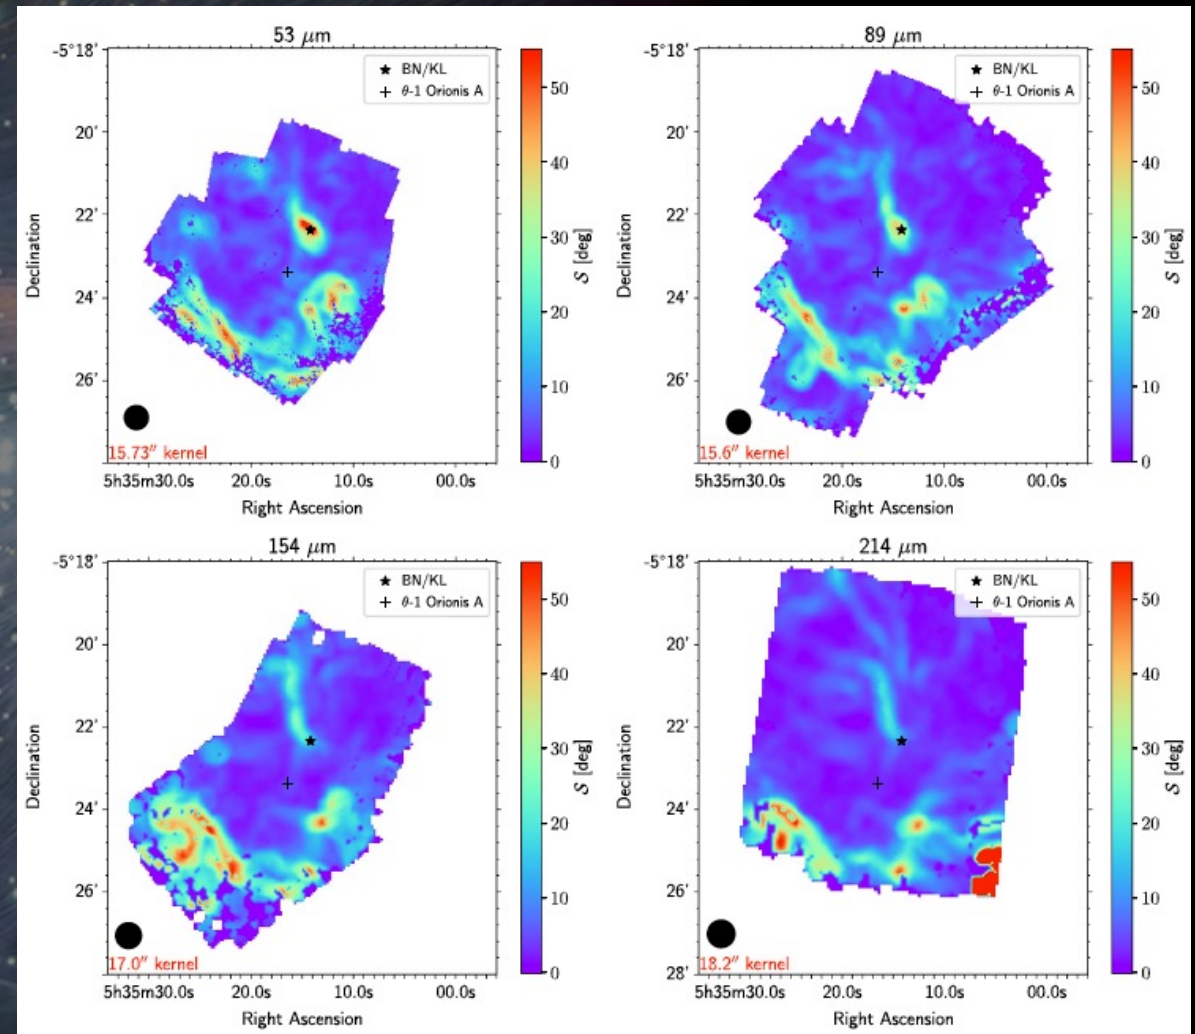 53 μm
-5°18'
20'
22'
24'
26'
Declination
★ BN/KL
+ θ-1 Orionis A
15.73″ kernel
5h35m30.0s 20.0s 10.0s 00.0s
Right Ascension
50
40
30
20
10
0
S [deg]
89 μm
-5°18'
20'
22'
24'
26'
Declination
★ BN/KL
+ θ-1 Orionis A
15.6″ kernel
5h35m30.0s 20.0s 10.0s 00.0s
Right Ascension
50
40
30
20
10
0
S [deg]
154 μm
-5°18'
20'
22'
24'
26'
28'
Declination
★ BN/KL
+ θ-1 Orionis A
17.0″ kernel
5h35m30.0s 20.0s 10.0s 00.0s
Right Ascension
50
40
30
20
10
0
S [deg]
214 μm
-5°18'
20'
22'
24'
26'
28'
Declination
★ BN/KL
+ θ-1 Orionis A
18.2″ kernel
5h35m30.0s 20.0s 10.0s 00.0s
Right Ascension
50
40
30
20
10
0
S [deg]